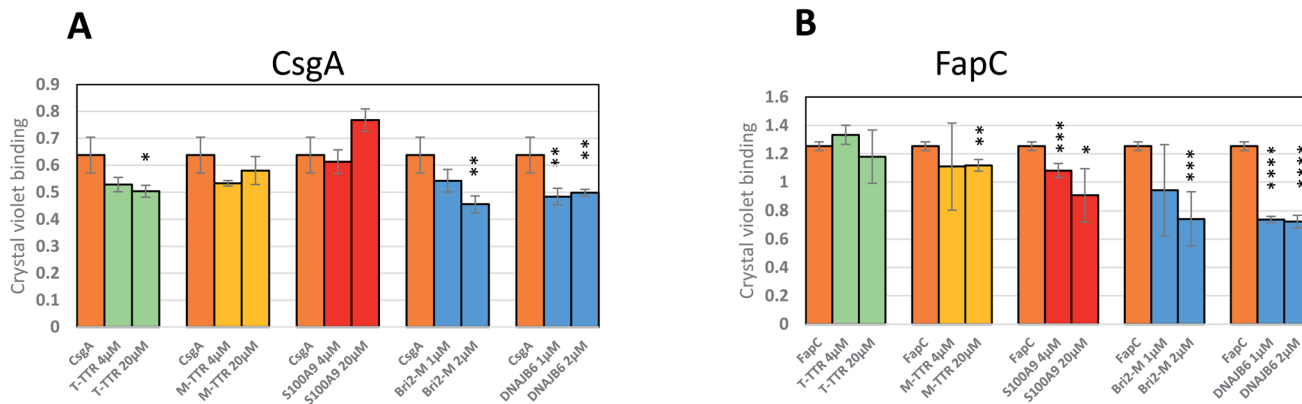 A
CsgA
Crystal violet binding
0.9
0.8
0.7
0.6
0.5
0.4
0.3
0.2
0.1
0
*
**
**
**
CsgA
T-TTR 4µM
T-TTR 20µM
CsgA
M-TTR 4µM
M-TTR 20µM
CsgA
S100A9 4µM
S100A9 20µM
CsgA
Bri2-M 1µM
Bri2-M 2µM
CsgA
DNAJB6 1µM
DNAJB6 2µM
B
FapC
Crystal violet binding
1.6
1.4
1.2
1
0.8
0.6
0.4
0.2
0
**
***
*
***
****
****
FapC
T-TTR 4µM
T-TTR 20µM
FapC
M-TTR 4µM
M-TTR 20µM
FapC
S100A9 4µM
S100A9 20µM
FapC
Bri2-M 1µM
Bri2-M 2µM
FapC
DNAJB6 1µM
DNAJB6 2µM